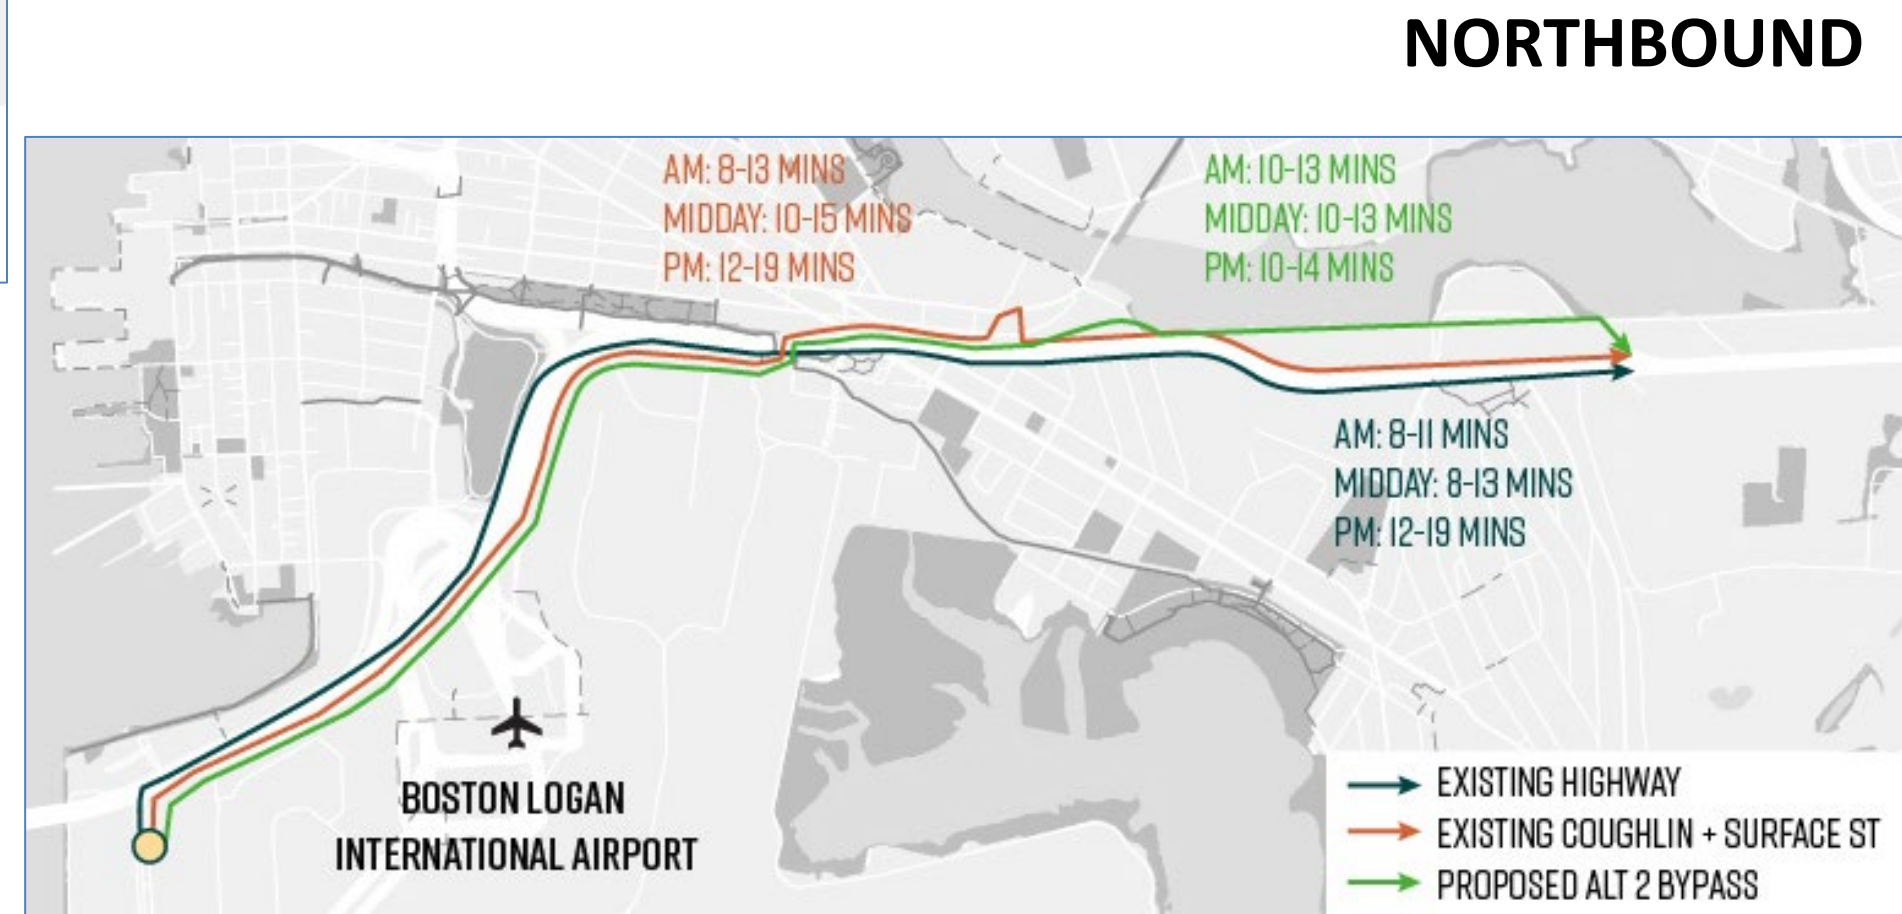 NORTHBOUND
AM: 8-13 MINS
MIDDAY: 10-15 MINS
PM: 12-19 MINS
AM: 10-13 MINS
MIDDAY: 10-13 MINS
PM: 10-14 MINS
AM: 8-11 MINS
MIDDAY: 8-13 MINS
PM: 12-19 MINS
BOSTON LOGAN
INTERNATIONAL AIRPORT
EXISTING HIGHWAY
EXISTING COUGHLIN + SURFACE ST
PROPOSED ALT 2 BYPASS